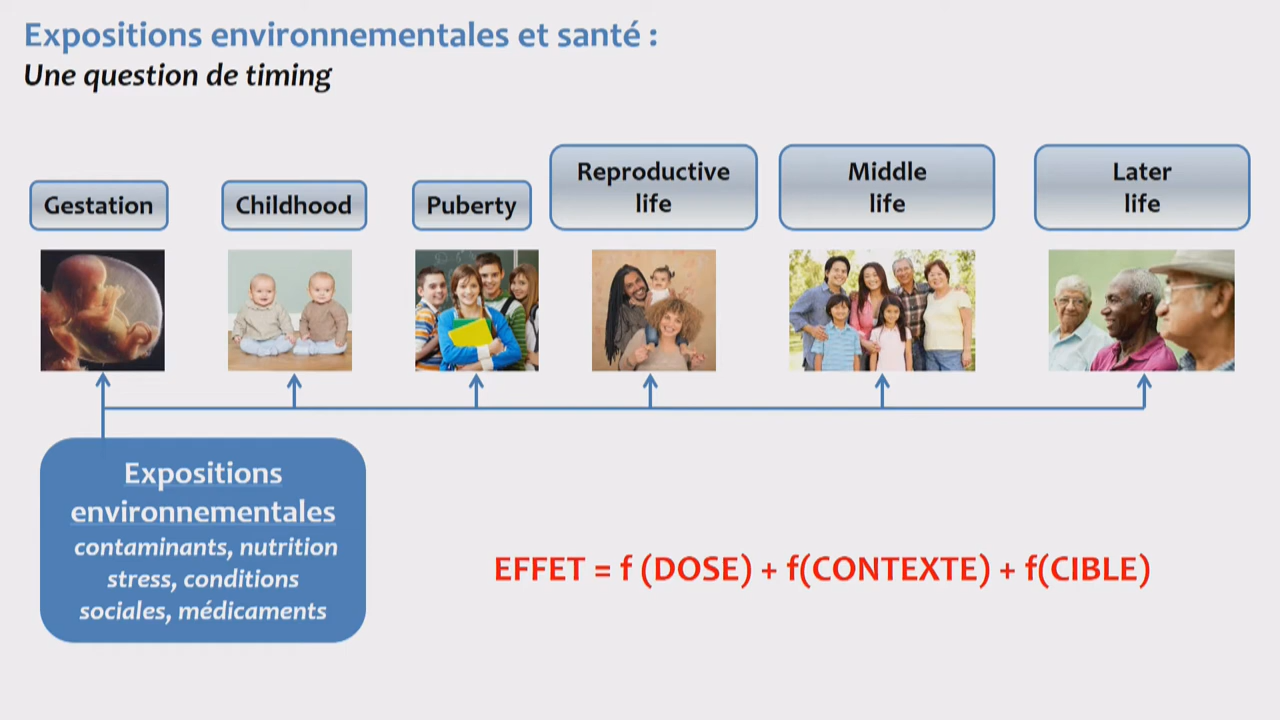 Expositions environnementales et santé :
Une question de timing
Gestation
Childhood
Puberty
Reproductive
life
Middle
life
Later
life
Expositions
environnementales
contaminants, nutrition
stress, conditions
sociales, médicaments
EFFET = f (DOSE) + f(CONTEXTE) + f(CIBLE)